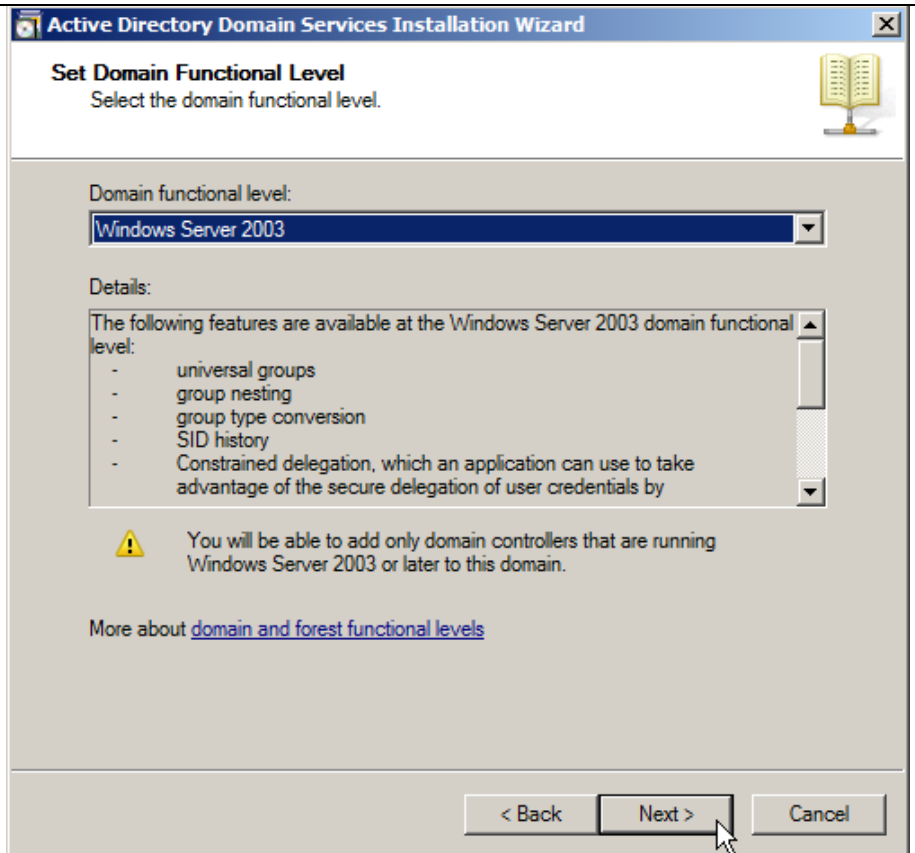 Active Directory Domain Services Installation Wizard
Set Domain Functional Level
Select the domain functional level.
Domain functional level:
Windows Server 2003
Details:
The following features are available at the Windows Server 2003 domain functional
level:
- universal groups
- group nesting
- group type conversion
- SID history
- Constrained delegation, which an application can use to take
advantage of the secure delegation of user credentials by
You will be able to add only domain controllers that are running
Windows Server 2003 or later to this domain.
More about domain and forest functional levels
< Back Next > Cancel